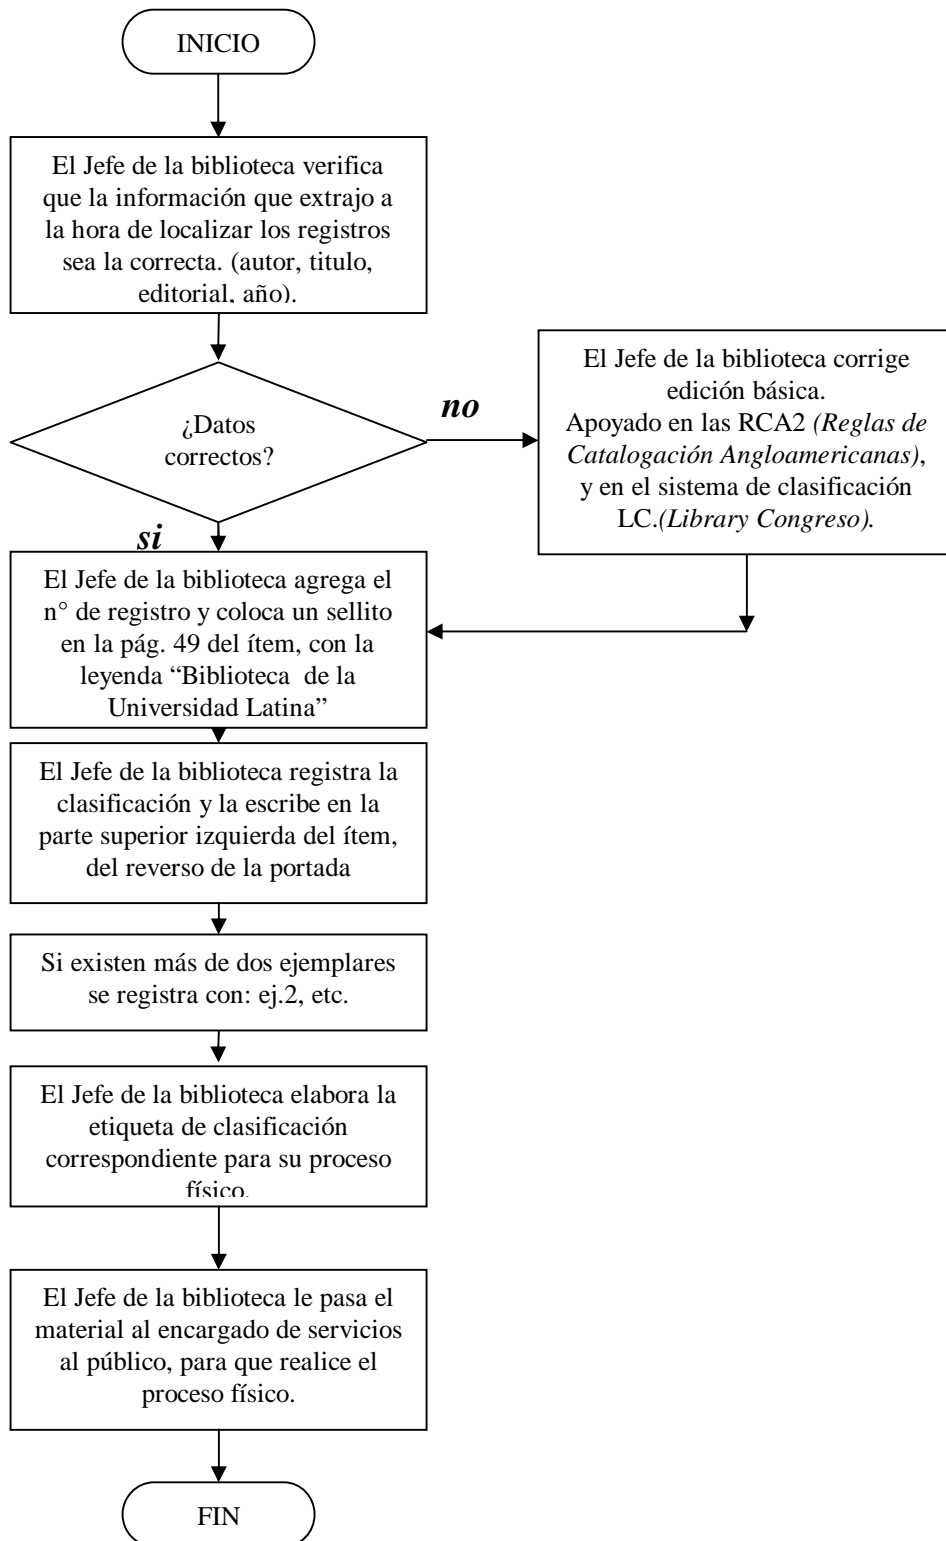 INICIO
El Jefe de la biblioteca verifica
que la información que extrajo a
la hora de localizar los registros
sea la correcta. (autor, titulo,
editorial, año).
¿Datos
correctos?
no
El Jefe de la biblioteca corrige
edición básica.
Apoyado en las RCA2 (Reglas de
Catalogación Angloamericanas),
y en el sistema de clasificación
LC.(Library Congreso).
si
El Jefe de la biblioteca agrega el
n° de registro y coloca un sellito
en la pág. 49 del ítem, con la
leyenda “Biblioteca de la
Universidad Latina”
El Jefe de la biblioteca registra la
clasificación y la escribe en la
parte superior izquierda del ítem,
del reverso de la portada
Si existen más de dos ejemplares
se registra con: ej.2, etc.
El Jefe de la biblioteca elabora la
etiqueta de clasificación
correspondiente para su proceso
físico.
El Jefe de la biblioteca le pasa el
material al encargado de servicios
al público, para que realice el
proceso físico.
FIN